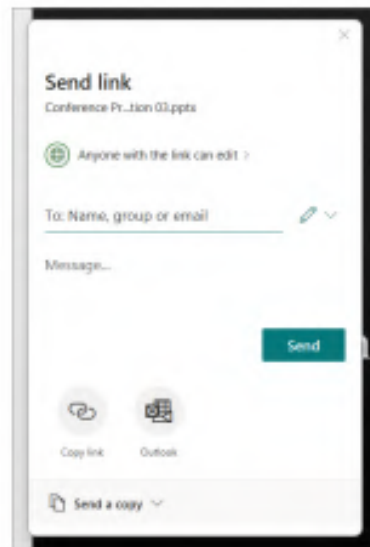 Send link
Conference Pr...tion 03.pptx
Anyone with the link can edit >
To: Name, group or email
Message...
Send
Copy link
Outlook
Send a copy